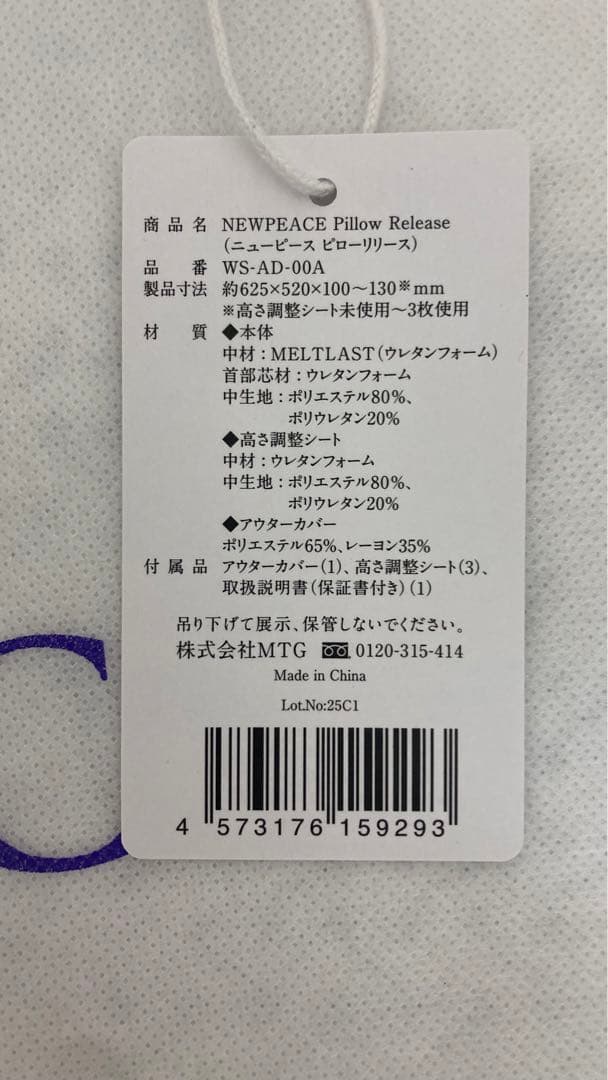 商品名 NEWPEACE Pillow Release
（ニューピース ピローリリース）
品番 WS-AD-00A
製品寸法 約625×520×100〜130※mm
※高さ調整シート未使用〜3枚使用
材質 ◆本体
中材：MELTLAST（ウレタンフォーム）
首部芯材：ウレタンフォーム
中生地：ポリエステル80%、
ポリウレタン20%
◆高さ調整シート
中材：ウレタンフォーム
中生地：ポリエステル80%、
ポリウレタン20%
◆アウターカバー
ポリエステル65%、レーヨン35%
付属品 アウターカバー（1）、高さ調整シート（3）、
取扱説明書（保証書付き）（1）
吊り下げて展示、保管しないでください。
株式会社MTG 0120-315-414
Made in China
Lot.No:25C1
4 573176 159293
C